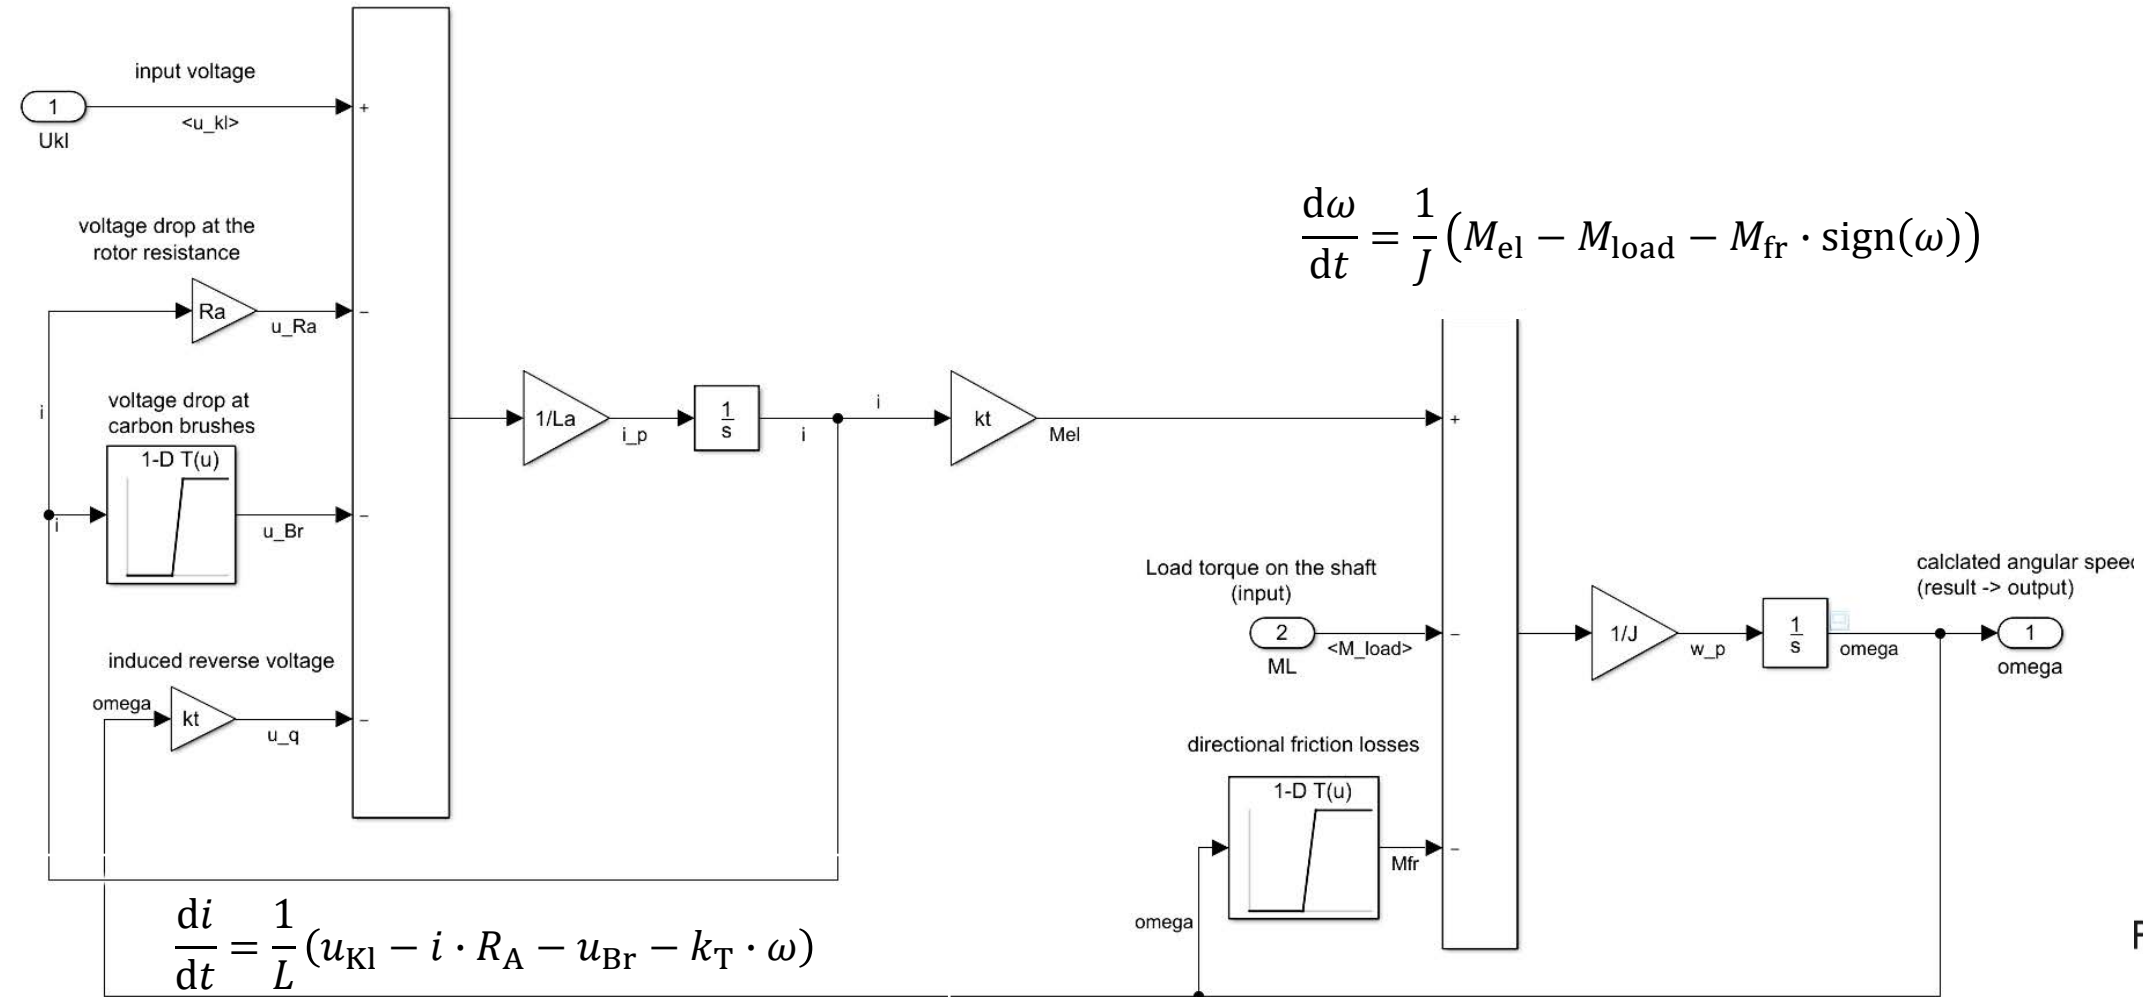 input voltage
1
<u_kl>
Ukl
+
voltage drop at the
rotor resistance
Ra
u_Ra
−
i
voltage drop at
carbon brushes
1-D T(u)
i
u_Br
−
induced reverse voltage
omega
kt
u_q
−
1/La
i_p
1
s
i
i
kt
Mel
+
dω/dt = 1/J (M_el − M_load − M_fr · sign(ω))
Load torque on the shaft
(input)
2
<M_load>
ML
−
directional friction losses
1-D T(u)
Mfr
−
omega
1/J
w_p
1
s
omega
calclated angular speed
(result -> output)
1
omega
di/dt = 1/L (u_Kl − i · R_A − u_Br − k_T · ω)